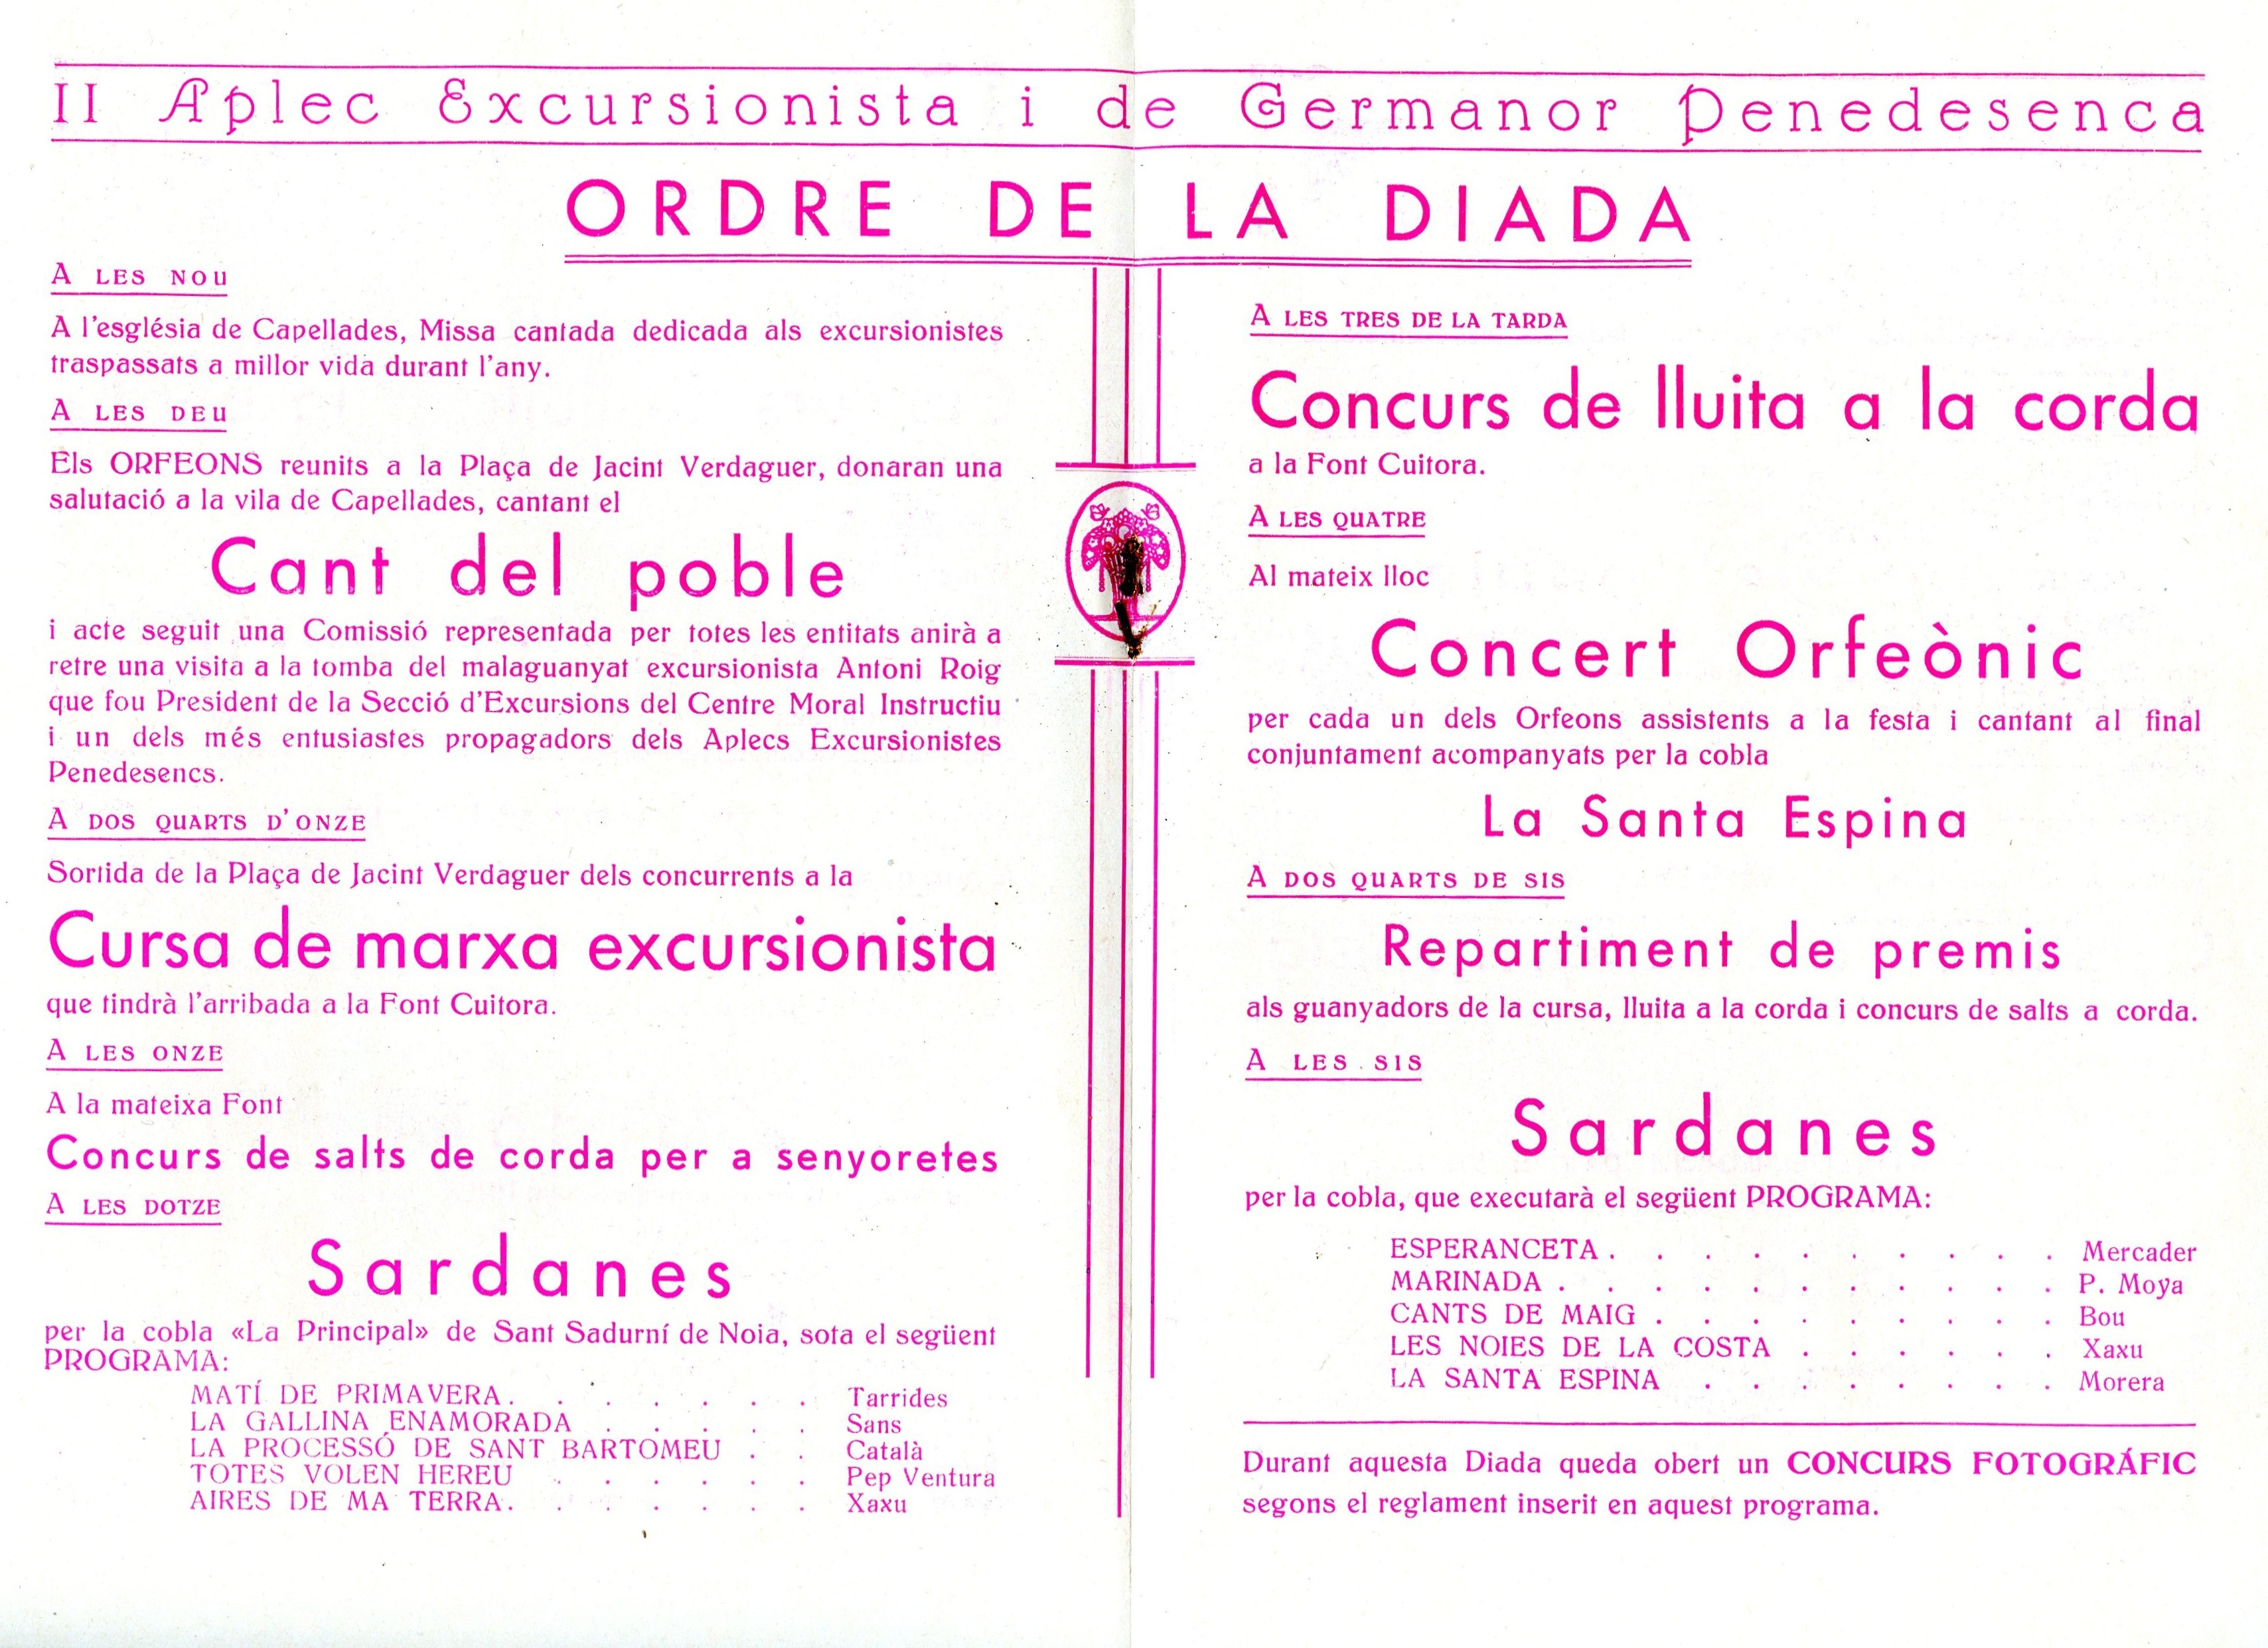 II Aplec Excursionista i de Germanor Penedesenca
ORDRE DE LA DIADA
A LES NOU
A l'església de Capellades, Missa cantada dedicada als excursionistes
traspassats a millor vida durant l'any.
A LES DEU
Els ORFEONS reunits a la Plaça de Jacint Verdaguer, donaran una
salutació a la vila de Capellades, cantant el
Cant del poble
i acte seguit una Comissió representada per totes les entitats anirà a
retre una visita a la tomba del malaguanyat excursionista Antoni Roig
que fou President de la Secció d'Excursions del Centre Moral Instructiu
i un dels més entusiastes propagadors dels Aplecs Excursionistes
Penedesencs.
A DOS QUARTS D'ONZE
Sortida de la Plaça de Jacint Verdaguer dels concurrents a la
Cursa de marxa excursionista
que tindrà l'arribada a la Font Cuitora.
A LES ONZE
A la mateixa Font
Concurs de salts de corda per a senyoretes
A LES DOTZE
Sardanes
per la cobla «La Principal» de Sant Sadurní de Noia, sota el següent
PROGRAMA:
MATÍ DE PRIMAVERA. . . . . . . Tarrides
LA GALLINA ENAMORADA . . . . . Sans
LA PROCESSÓ DE SANT BARTOMEU . . Català
TOTES VOLEN HEREU . . . . . . Pep Ventura
AIRES DE MA TERRA. . . . . . . Xaxu
A LES TRES DE LA TARDA
Concurs de lluita a la corda
a la Font Cuitora.
A LES QUATRE
Al mateix lloc
Concert Orfeònic
per cada un dels Orfeons assistents a la festa i cantant al final
conjuntament acompanyats per la cobla
La Santa Espina
A DOS QUARTS DE SIS
Repartiment de premis
als guanyadors de la cursa, lluita a la corda i concurs de salts a corda.
A LES SIS
Sardanes
per la cobla, que executarà el següent PROGRAMA:
ESPERANCETA . . . . . . . . . . Mercader
MARINADA . . . . . . . . . . . P. Moya
CANTS DE MAIG . . . . . . . . . Bou
LES NOIES DE LA COSTA . . . . . . Xaxu
LA SANTA ESPINA . . . . . . . . Morera
Durant aquesta Diada queda obert un CONCURS FOTOGRÁFIC
segons el reglament inserit en aquest programa.